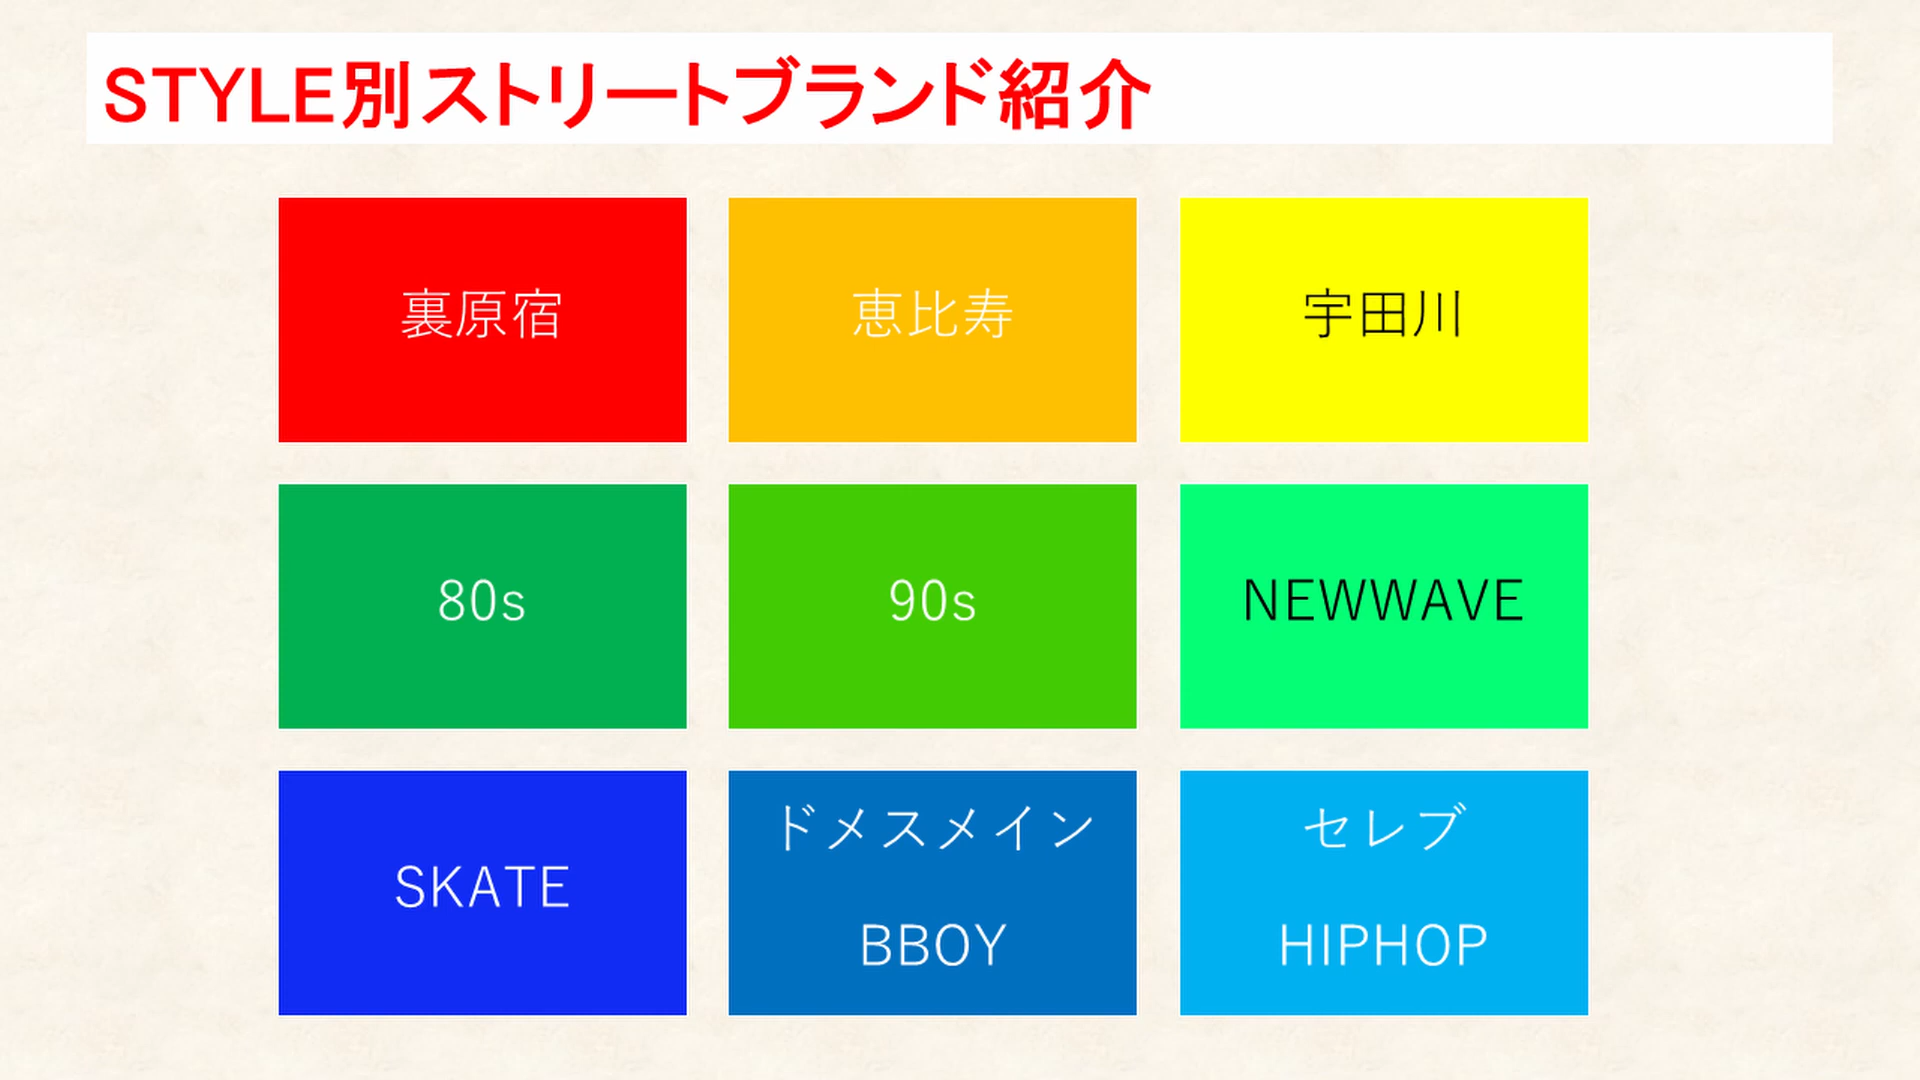 STYLE別ストリートブランド紹介
裏原宿
恵比寿
宇田川
80s
90s
NEWWAVE
SKATE
ドメスメイン
BBOY
セレブ
HIPHOP